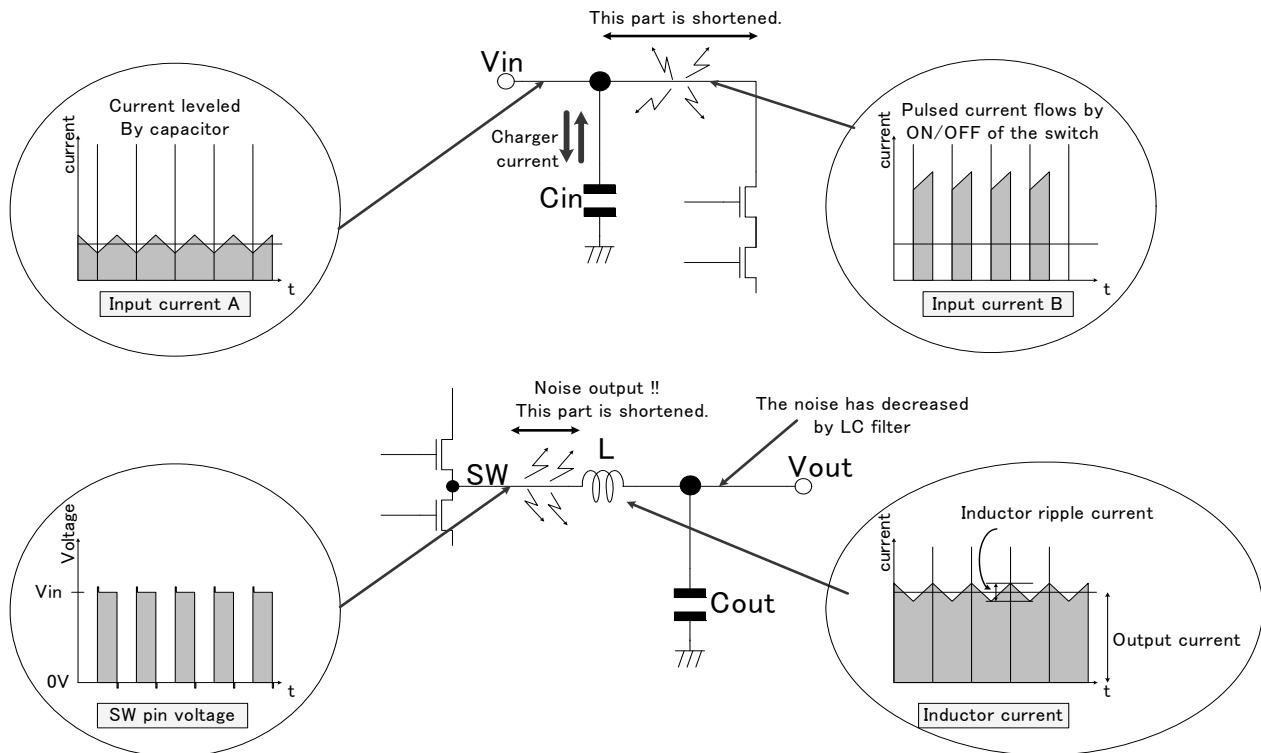 This part is shortened.
Vin
Current leveled
By capacitor
current
t
Input current A
Charger
current
Cin
Pulsed current flows by
ON/OFF of the switch
current
t
Input current B
Noise output !!
This part is shortened.
The noise has decreased
by LC filter
SW
L
Vout
Cout
Voltage
Vin
0V
t
SW pin voltage
Inductor ripple current
current
Output current
t
Inductor current